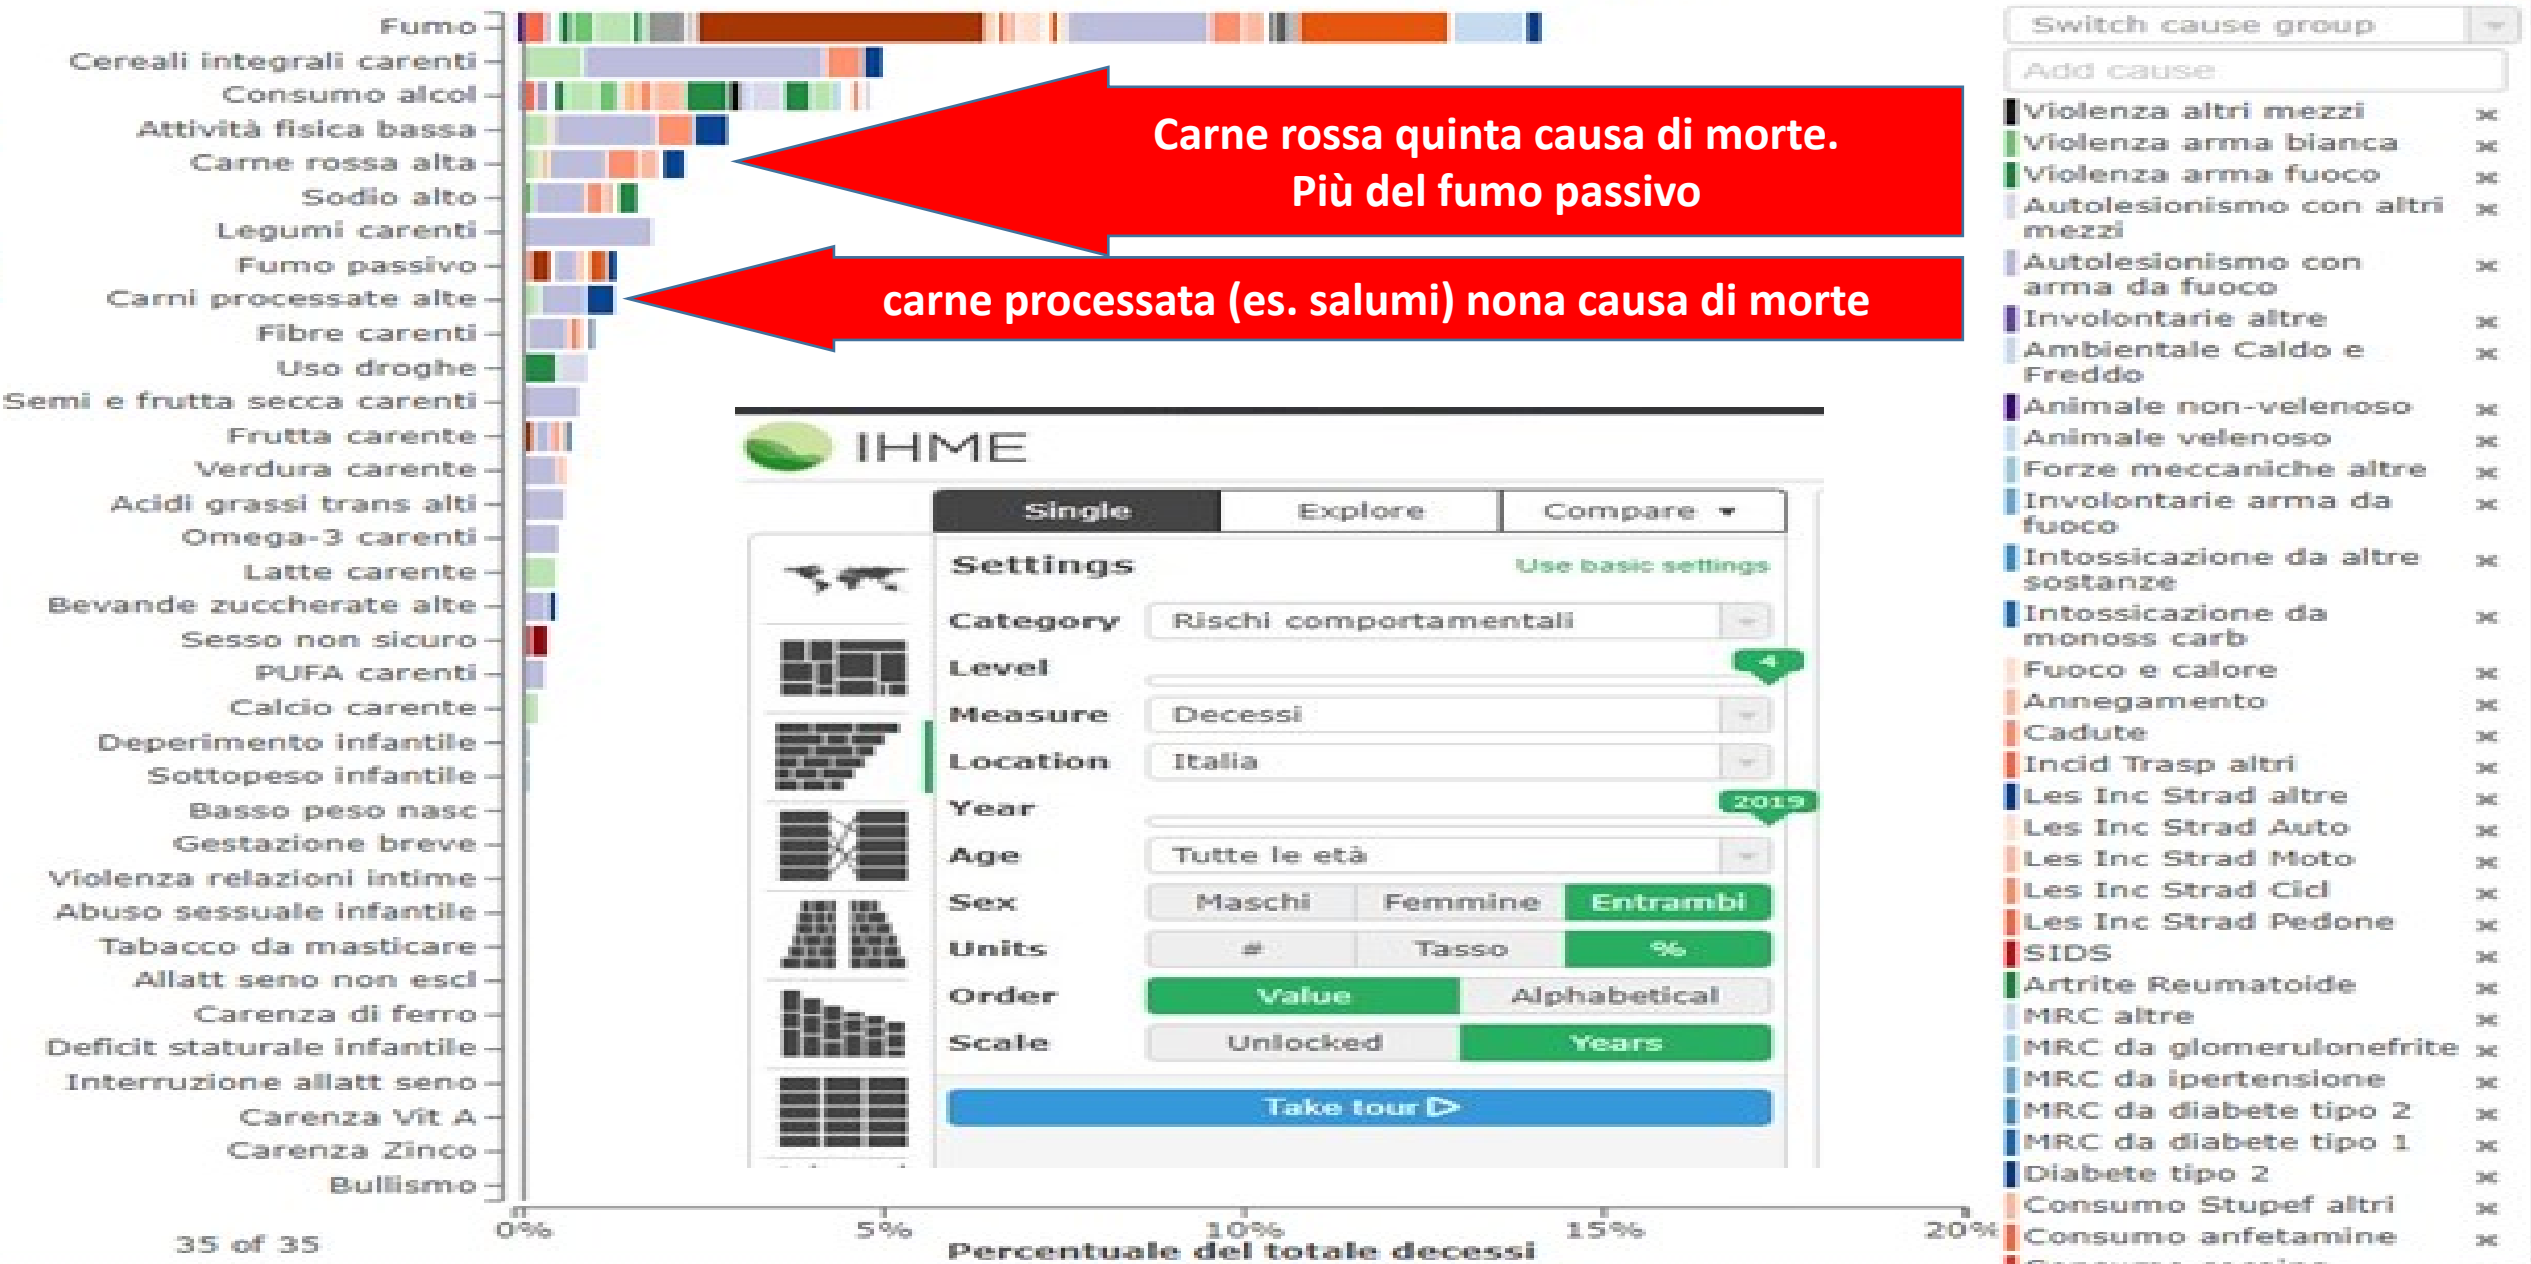 Fumo
Cereali integrali carenti
Consumo alcol
Attività fisica bassa
Carne rossa alta
Sodio alto
Legumi carenti
Fumo passivo
Carni processate alte
Fibre carenti
Uso droghe
Semi e frutta secca carenti
Frutta carente
Verdura carente
Acidi grassi trans alti
Omega-3 carenti
Latte carente
Bevande zuccherate alte
Sesso non sicuro
PUFA carenti
Calcio carente
Deperimento infantile
Sottopeso infantile
Basso peso nasc
Gestazione breve
Violenza relazioni intime
Abuso sessuale infantile
Tabacco da masticare
Allatt seno non escl
Carenza di ferro
Deficit staturale infantile
Interruzione allatt seno
Carenza Vit A
Carenza Zinco
Bullismo
35 of 35
0% 5% 10% 15% 20%
Percentuale del totale decessi
Carne rossa quinta causa di morte.
Più del fumo passivo
carne processata (es. salumi) nona causa di morte
IHME
Single Explore Compare
Settings Use basic settings
Category Rischi comportamentali
Level 4
Measure Decessi
Location Italia
Year 2019
Age Tutte le età
Sex Maschi Femmine Entrambi
Units # Tasso %
Order Value Alphabetical
Scale Unlocked Years
Take tour
Switch cause group
Add cause
Violenza altri mezzi
Violenza arma bianca
Violenza arma fuoco
Autolesionismo con altri
mezzi
Autolesionismo con
arma da fuoco
Involontarie altre
Ambientale Caldo e
Freddo
Animale non-velenoso
Animale velenoso
Forze meccaniche altre
Involontarie arma da
fuoco
Intossicazione da altre
sostanze
Intossicazione da
monoss carb
Fuoco e calore
Annegamento
Cadute
Incid Trasp altri
Les Inc Strad altre
Les Inc Strad Auto
Les Inc Strad Moto
Les Inc Strad Cicl
Les Inc Strad Pedone
SIDS
Artrite Reumatoide
MRC altre
MRC da glomerulonefrite
MRC da ipertensione
MRC da diabete tipo 2
MRC da diabete tipo 1
Diabete tipo 2
Consumo Stupef altri
Consumo anfetamine